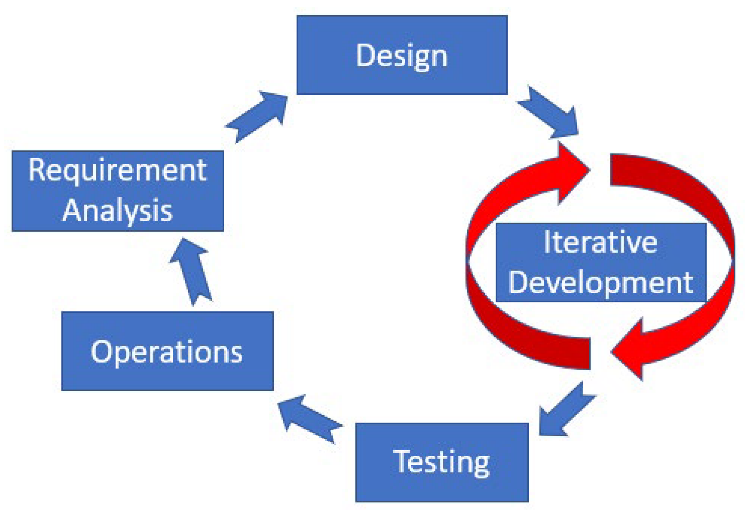 Design
Requirement
Analysis
Iterative
Development
Operations
Testing